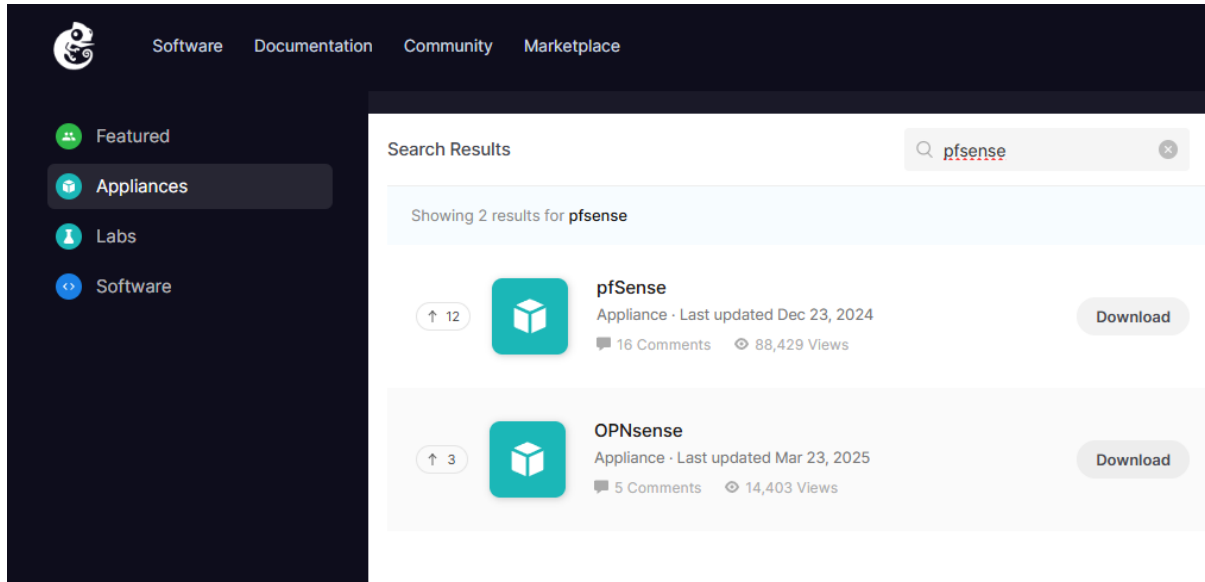 Software Documentation Community Marketplace
Featured
Appliances
Labs
Software
Search Results
pfsense
Showing 2 results for pfsense
12
pfSense
Appliance · Last updated Dec 23, 2024
16 Comments 88,429 Views
Download
3
OPNsense
Appliance · Last updated Mar 23, 2025
5 Comments 14,403 Views
Download